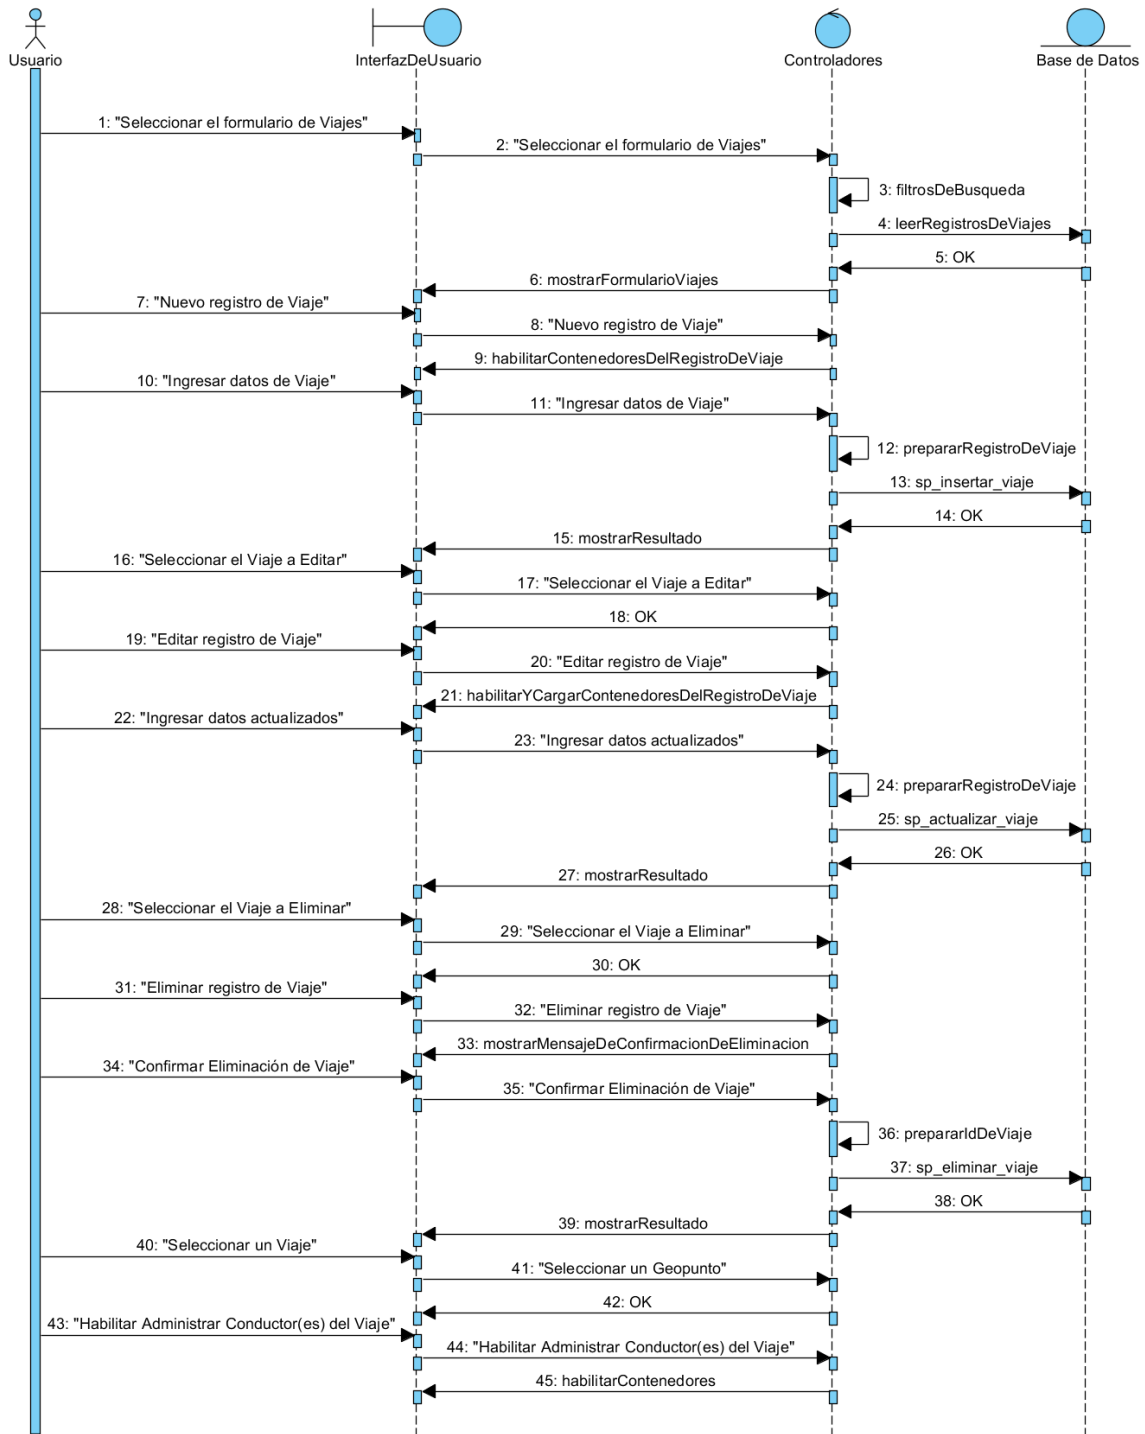 Usuario
InterfazDeUsuario
Controladores
Base de Datos
1: "Seleccionar el formulario de Viajes"
2: "Seleccionar el formulario de Viajes"
3: filtrosDeBusqueda
4: leerRegistrosDeViajes
5: OK
6: mostrarFormularioViajes
7: "Nuevo registro de Viaje"
8: "Nuevo registro de Viaje"
9: habilitarContenedoresDelRegistroDeViaje
10: "Ingresar datos de Viaje"
11: "Ingresar datos de Viaje"
12: prepararRegistroDeViaje
13: sp_insertar_viaje
14: OK
15: mostrarResultado
16: "Seleccionar el Viaje a Editar"
17: "Seleccionar el Viaje a Editar"
18: OK
19: "Editar registro de Viaje"
20: "Editar registro de Viaje"
21: habilitarYCargarContenedoresDelRegistroDeViaje
22: "Ingresar datos actualizados"
23: "Ingresar datos actualizados"
24: prepararRegistroDeViaje
25: sp_actualizar_viaje
26: OK
27: mostrarResultado
28: "Seleccionar el Viaje a Eliminar"
29: "Seleccionar el Viaje a Eliminar"
30: OK
31: "Eliminar registro de Viaje"
32: "Eliminar registro de Viaje"
33: mostrarMensajeDeConfirmacionDeEliminacion
34: "Confirmar Eliminación de Viaje"
35: "Confirmar Eliminación de Viaje"
36: prepararIdDeViaje
37: sp_eliminar_viaje
38: OK
39: mostrarResultado
40: "Seleccionar un Viaje"
41: "Seleccionar un Geopunto"
42: OK
43: "Habilitar Administrar Conductor(es) del Viaje"
44: "Habilitar Administrar Conductor(es) del Viaje"
45: habilitarContenedores